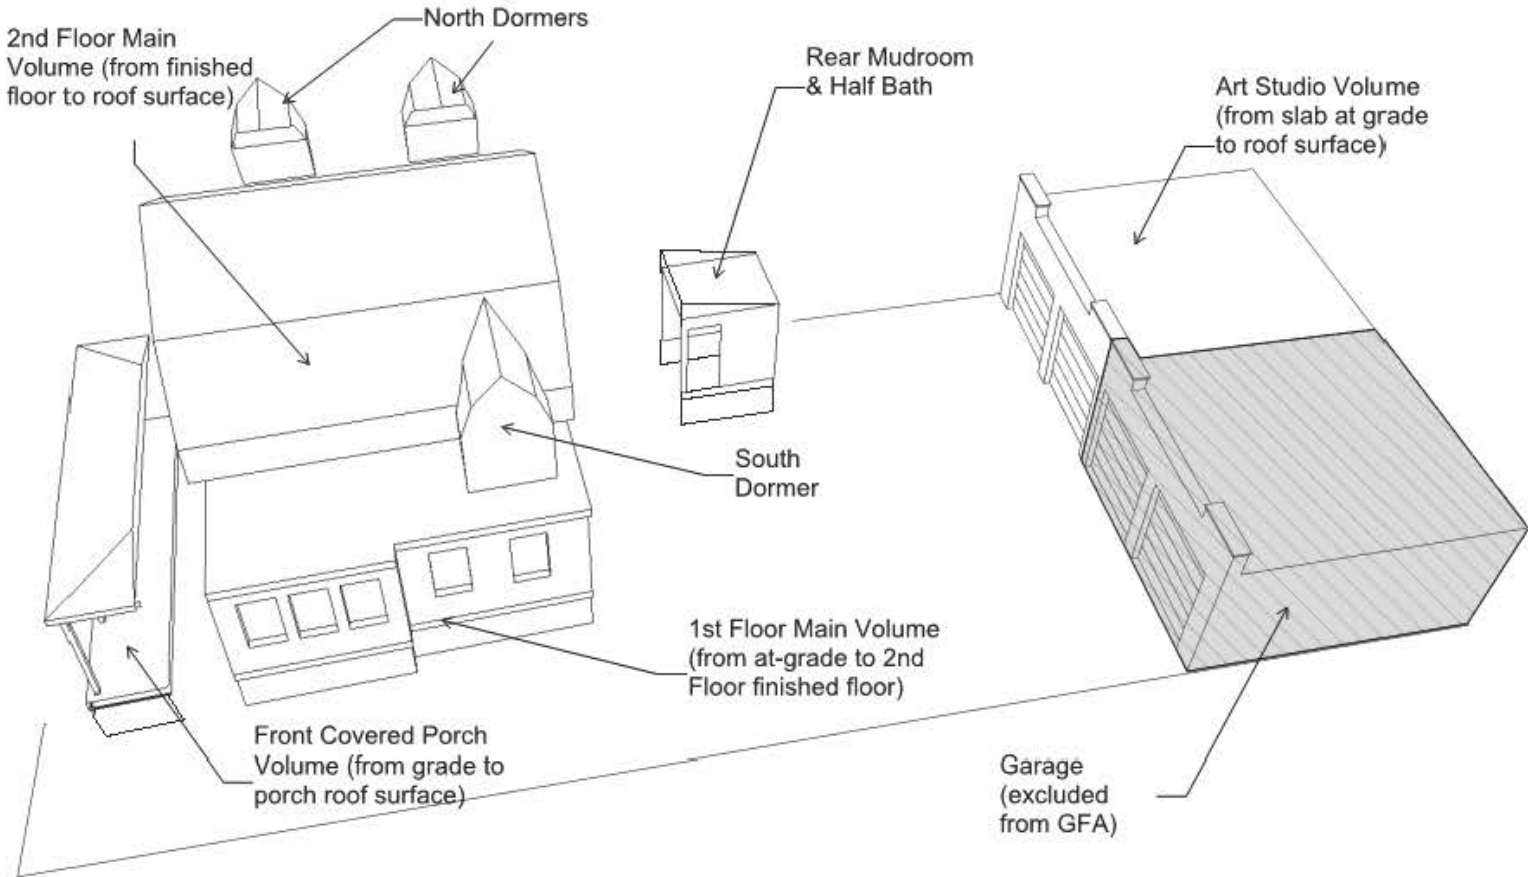 North Dormers
2nd Floor Main
Volume (from finished
floor to roof surface)
Rear Mudroom
& Half Bath
Art Studio Volume
(from slab at grade
to roof surface)
South
Dormer
1st Floor Main Volume
(from at-grade to 2nd
Floor finished floor)
Front Covered Porch
Volume (from grade to
porch roof surface)
Garage
(excluded
from GFA)